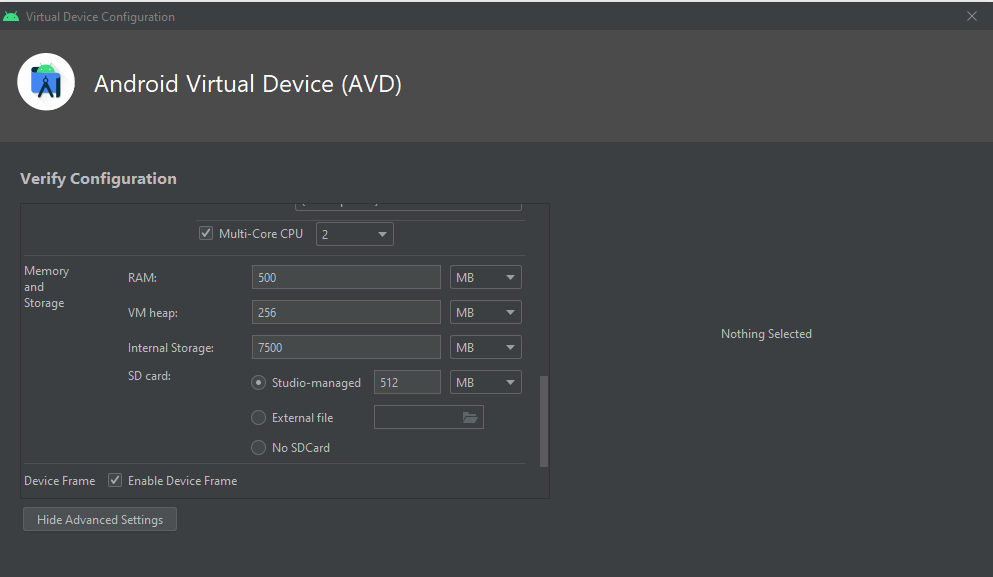 Virtual Device Configuration
Android Virtual Device (AVD)
Verify Configuration
Multi-Core CPU 2
Memory
and
Storage
RAM: 500 MB
VM heap: 256 MB
Internal Storage: 7500 MB
SD card:
Studio-managed 512 MB
External file
No SDCard
Device Frame Enable Device Frame
Hide Advanced Settings
Nothing Selected